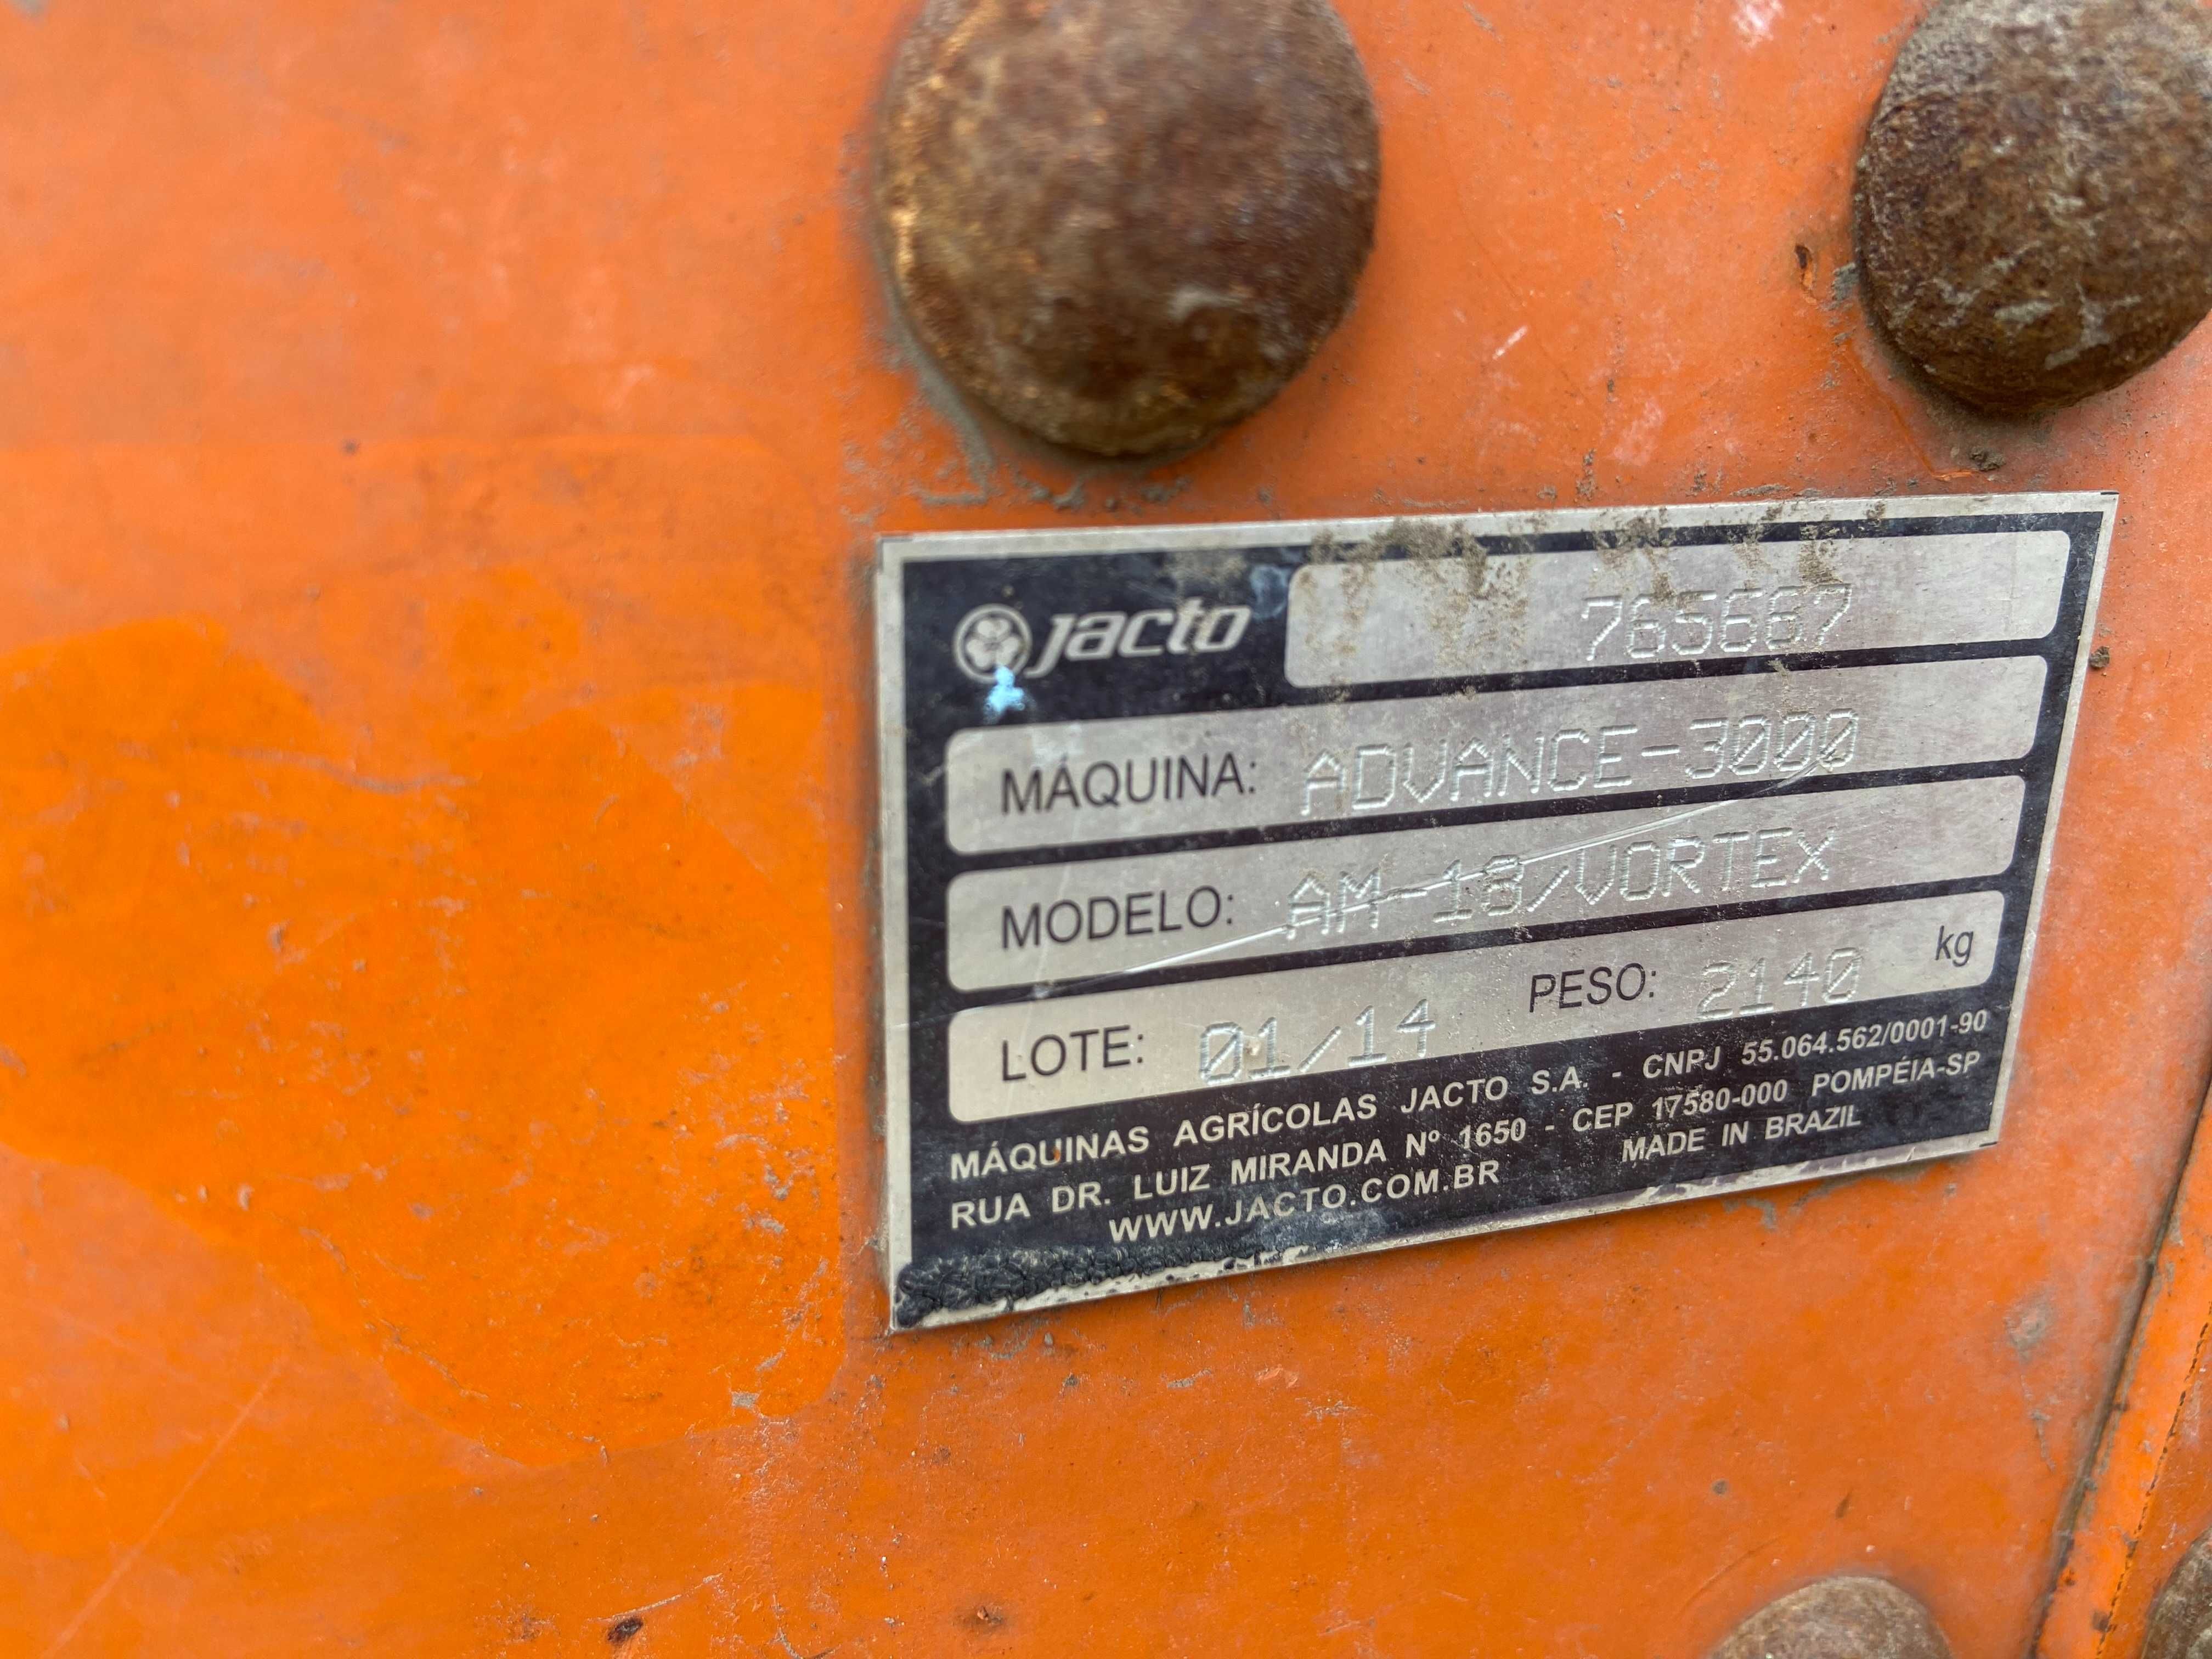 Jacto 765667
MÁQUINA: ADVANCE-3000
MODELO: AM-18/VORTEX
LOTE: 01/14 PESO: 2140 kg
MÁQUINAS AGRÍCOLAS JACTO S.A. - CNPJ 55.064.562/0001-90
RUA DR. LUIZ MIRANDA Nº 1650 - CEP 17580-000 POMPÉIA-SP
WWW.JACTO.COM.BR MADE IN BRAZIL